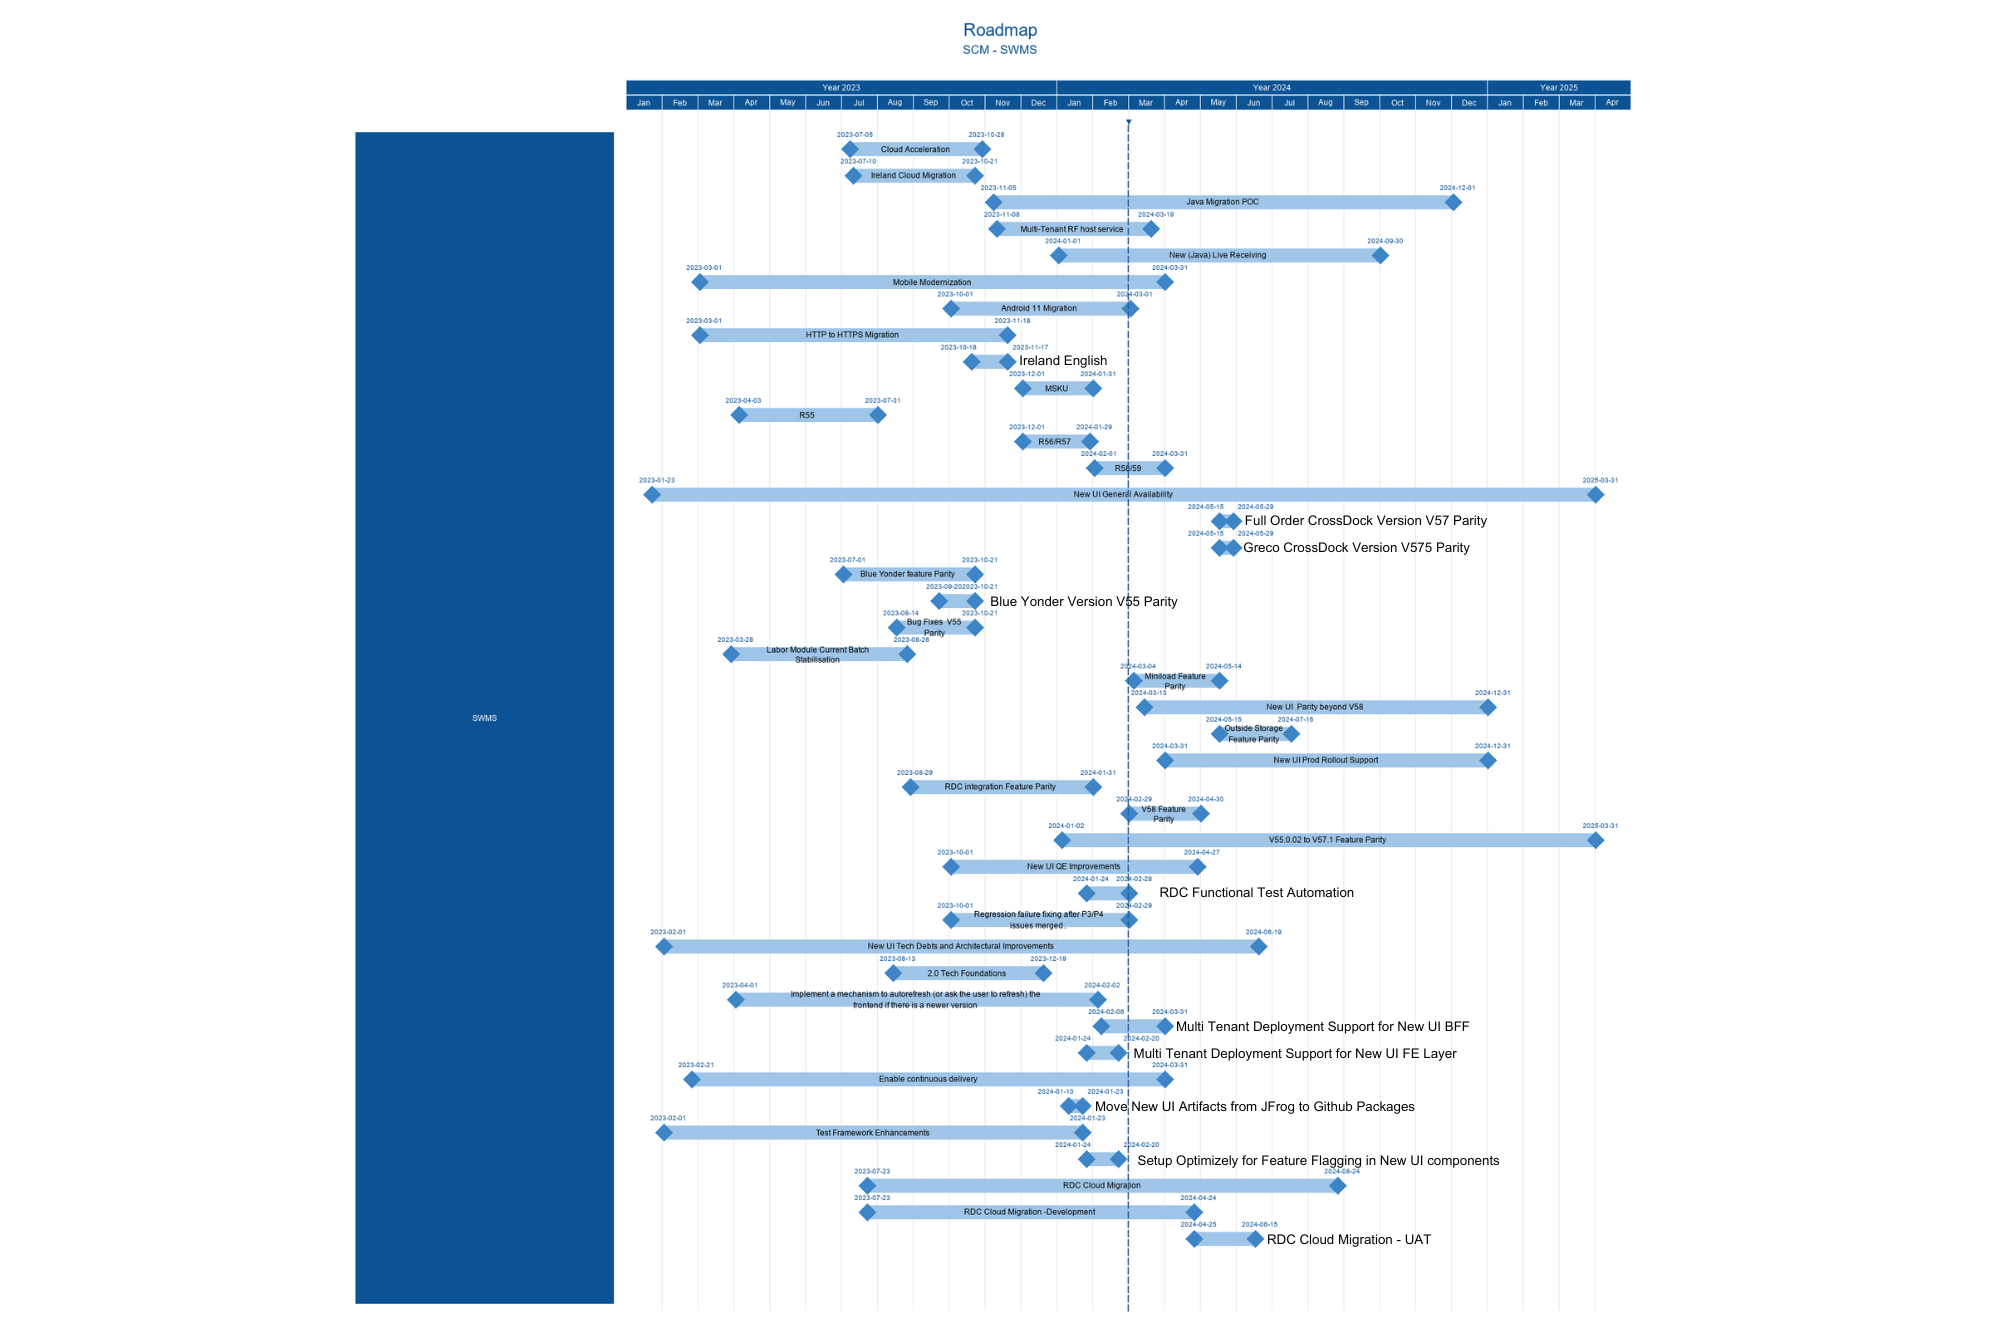 Roadmap
SCM - SWMS
Year 2023 Year 2024 Year 2025
Jan Feb Mar Apr May Jun Jul Aug Sep Oct Nov Dec Jan Feb Mar Apr May Jun Jul Aug Sep Oct Nov Dec Jan Feb Mar Apr
SWMS
2023-07-05 2023-10-28
Cloud Acceleration
2023-07-10 2023-10-21
Ireland Cloud Migration
2023-11-05 2024-12-01
Java Migration POC
2023-11-08 2024-03-19
Multi-Tenant RF host service
2024-01-01 2024-09-30
New (Java) Live Receiving
2023-03-01 2024-03-31
Mobile Modernization
2023-10-01 2024-03-01
Android 11 Migration
2023-03-01 2023-11-18
HTTP to HTTPS Migration
2023-10-18 2023-11-17
Ireland English
2023-12-01 2024-01-31
MSKU
2023-04-03 2023-07-31
R55
2023-12-01 2024-01-29
R56/R57
2024-02-01 2024-03-31
R58/59
2023-01-23 2025-03-31
New UI General Availability
2024-05-15 2024-05-29
Full Order CrossDock Version V57 Parity
2024-05-15 2024-05-29
Greco CrossDock Version V575 Parity
2023-07-01 2023-10-21
Blue Yonder feature Parity
2023-09-20 2023-10-21
Blue Yonder Version V55 Parity
2023-08-14 2023-10-21
Bug Fixes V55
Parity
2023-03-28 2023-08-26
Labor Module Current Batch
Stabilisation
2024-03-04 2024-05-14
Miniload Feature
Parity
2024-03-13 2024-12-31
New UI Parity beyond V58
2024-05-15 2024-07-16
Outside Storage
Feature Parity
2024-03-31 2024-12-31
New UI Prod Rollout Support
2023-08-29 2024-01-31
RDC integration Feature Parity
2024-02-29 2024-04-30
V58 Feature
Parity
2024-01-02 2025-03-31
V55.0.02 to V57.1 Feature Parity
2023-10-01 2024-04-27
New UI QE Improvements
2024-01-24 2024-02-28
RDC Functional Test Automation
2023-10-01 2024-02-29
Regression failure fixing after P3/P4
issues merged..
2023-02-01 2024-06-19
New UI Tech Debts and Architectural Improvements
2023-08-13 2023-12-19
2.0 Tech Foundations
2023-04-01 2024-02-02
Implement a mechanism to autorefresh (or ask the user to refresh) the
frontend if there is a newer version
2024-02-06 2024-03-31
Multi Tenant Deployment Support for New UI BFF
2024-01-24 2024-02-20
Multi Tenant Deployment Support for New UI FE Layer
2023-02-21 2024-03-31
Enable continuous delivery
2024-01-10 2024-01-23
Move New UI Artifacts from JFrog to Github Packages
2023-02-01 2024-01-23
Test Framework Enhancements
2024-01-24 2024-02-20
Setup Optimizely for Feature Flagging in New UI components
2023-07-23 2024-08-24
RDC Cloud Migration
2023-07-23 2024-04-24
RDC Cloud Migration -Development
2024-04-25 2024-06-15
RDC Cloud Migration - UAT